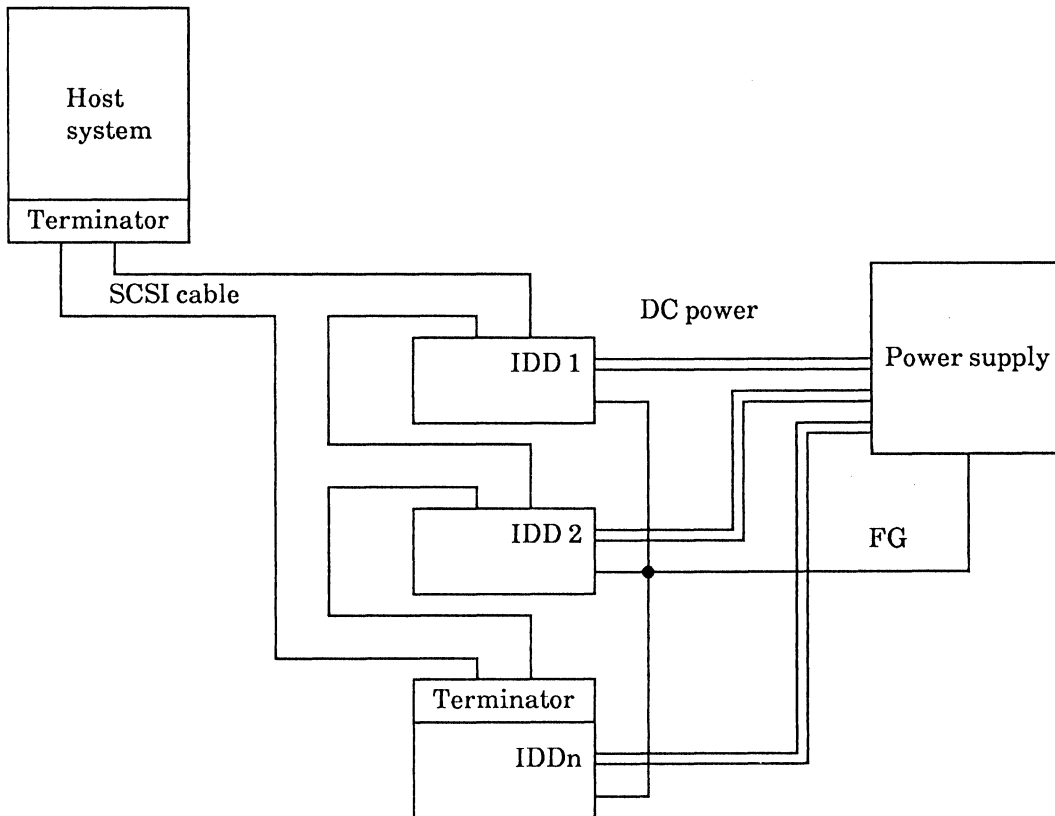 Host
system
Terminator
SCSI cable
DC power
IDD 1
Power supply
IDD 2
FG
Terminator
IDDn